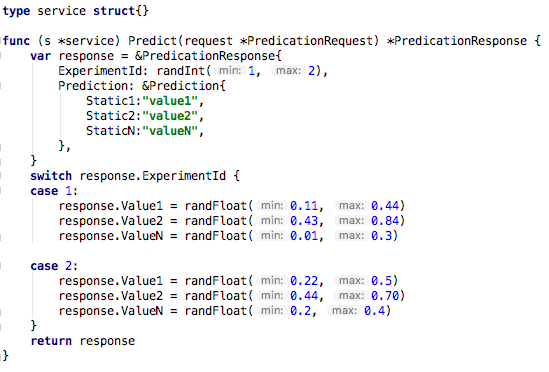 type service struct{}
func (s *service) Predict(request *PredicationRequest) *PredicationResponse {
var response = &PredicationResponse{
ExperimentId: randInt( min: 1, max: 2),
Prediction: &Prediction{
Static1:"value1",
Static2:"value2",
StaticN:"valueN",
},
}
switch response.ExperimentId {
case 1:
response.Value1 = randFloat( min: 0.11, max: 0.44)
response.Value2 = randFloat( min: 0.43, max: 0.84)
response.ValueN = randFloat( min: 0.01, max: 0.3)
case 2:
response.Value1 = randFloat( min: 0.22, max: 0.5)
response.Value2 = randFloat( min: 0.44, max: 0.70)
response.ValueN = randFloat( min: 0.2, max: 0.4)
}
return response
}